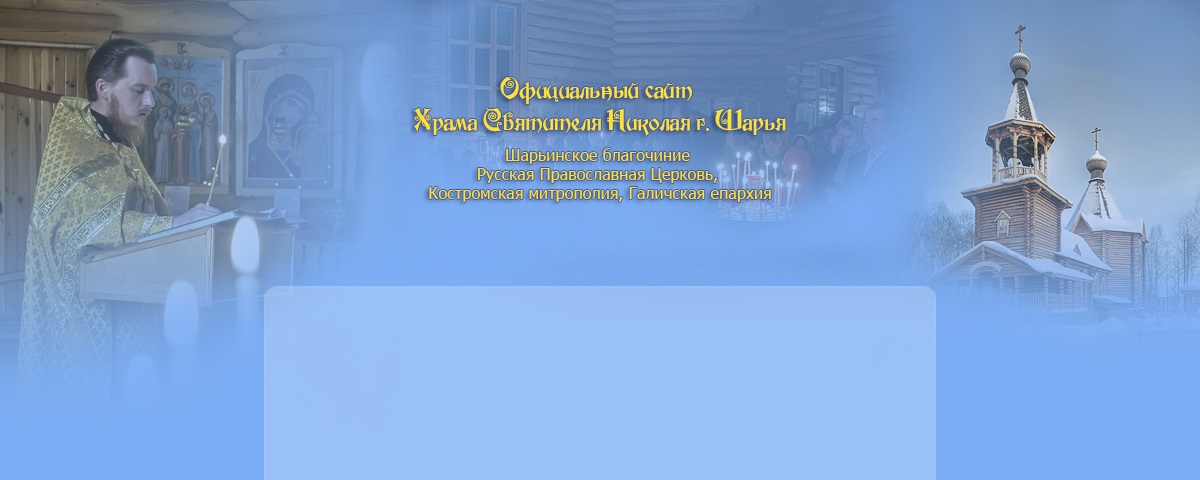 Официальный сайт
Храма Святителя Николая г. Шарья
Шарьинское благочиние
Русская Православная Церковь,
Костромская митрополия, Галичская епархия